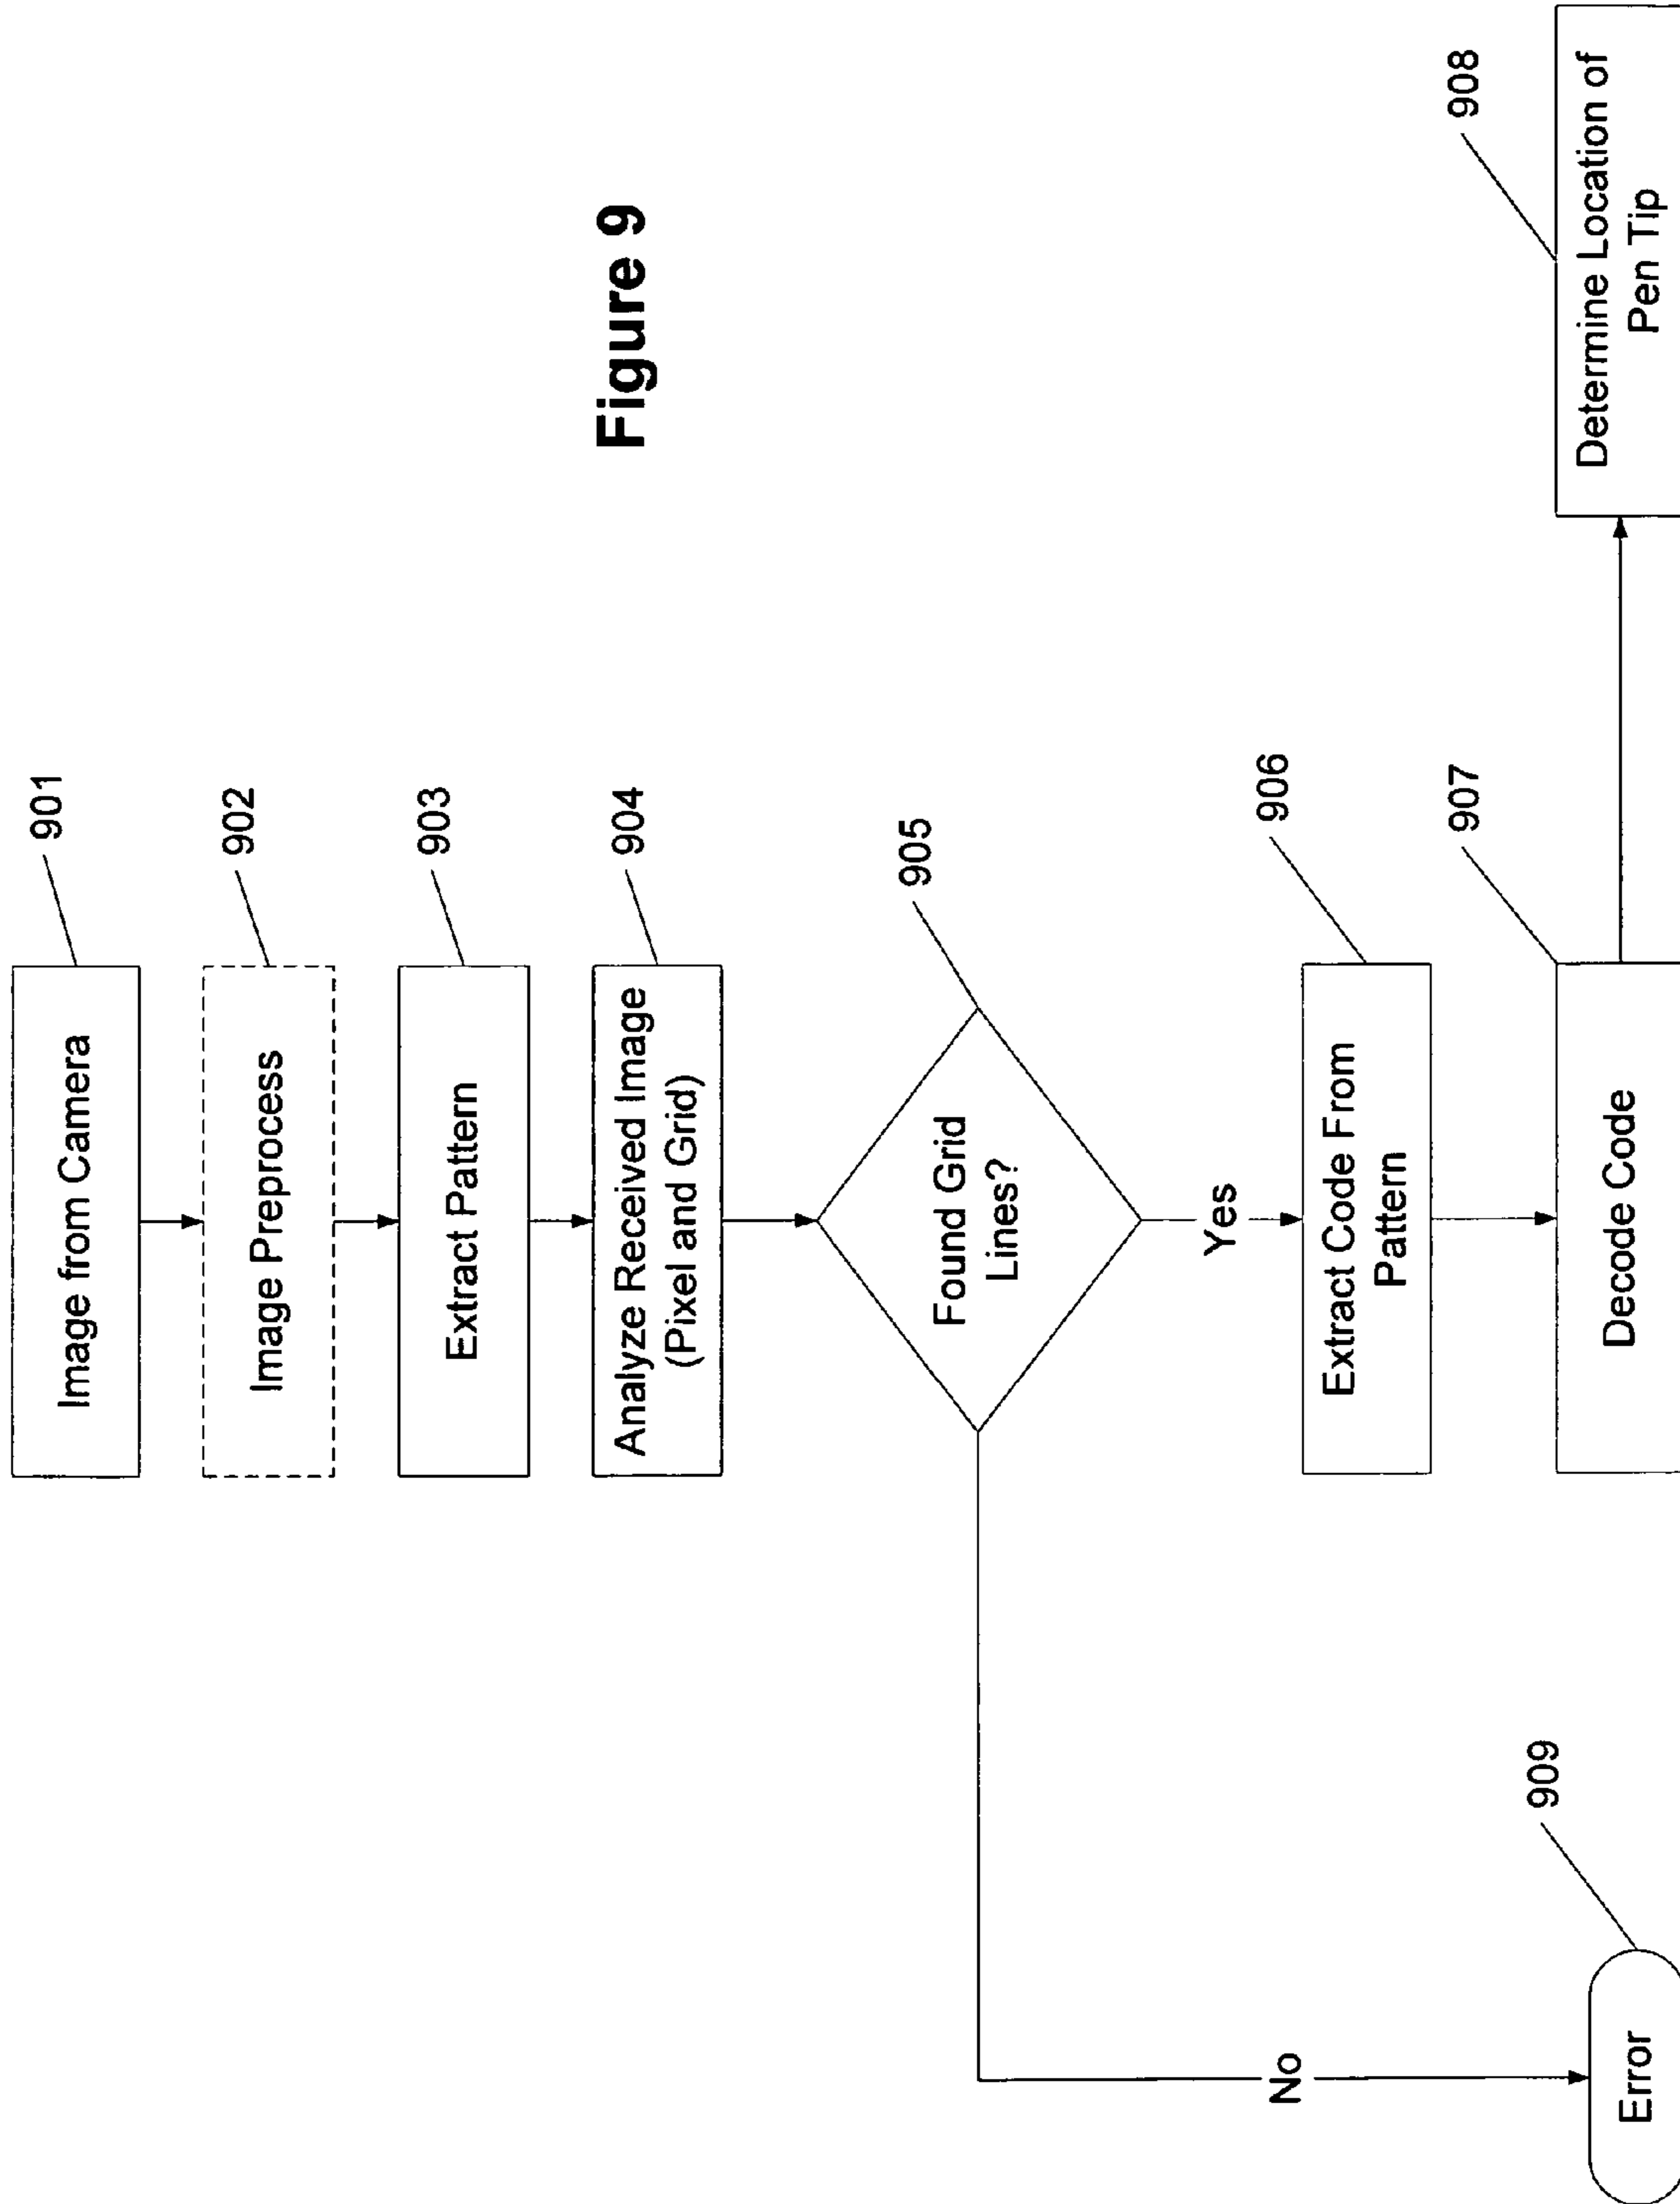 Image from Camera
901
Image Preprocess
902
Extract Pattern
903
Analyze Received Image
(Pixel and Grid)
904
Found Grid
Lines?
905
Yes
No
Extract Code From
Pattern
906
Decode Code
907
Determine Location of
Pen Tip
908
Error
909
Figure 9